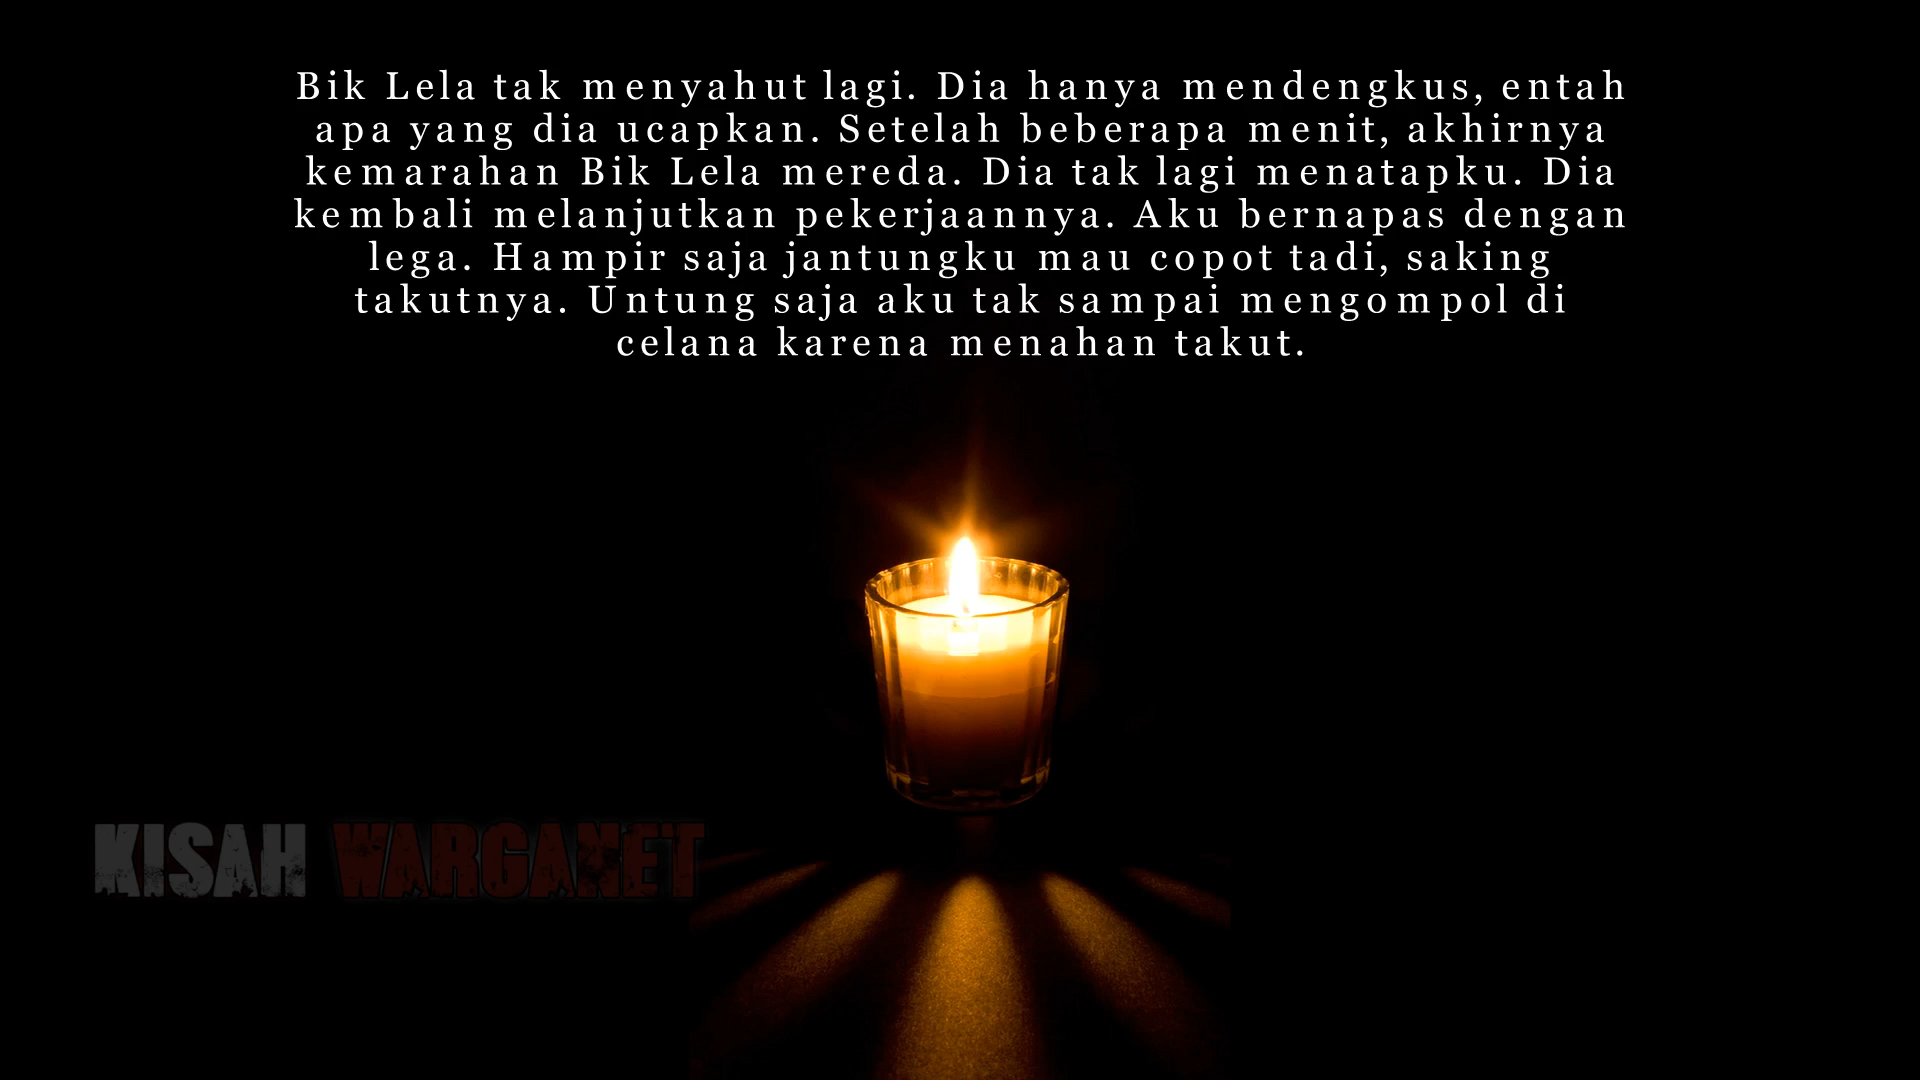 Bik Lela tak menyahut lagi. Dia hanya mendengkus, entah
apa yang dia ucapkan. Setelah beberapa menit, akhirnya
kemarahan Bik Lela mereda. Dia tak lagi menatapku. Dia
kembali melanjutkan pekerjaannya. Aku bernapas dengan
lega. Hampir saja jantungku mau copot tadi, saking
takutnya. Untung saja aku tak sampai mengompol di
celana karena menahan takut.
KISAH WARGANET